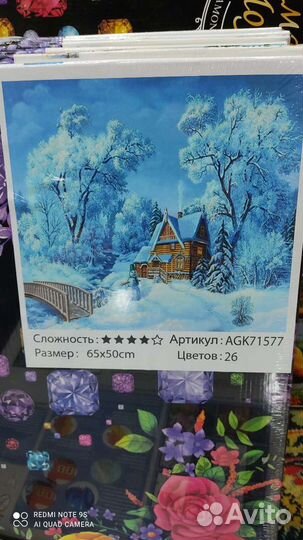 Сложность : ★★★★☆ Артикул : AGK71577
Размер : 65x50cm Цветов : 26
REDMI NOTE 9S
AI QUAD CAMERA
Avito